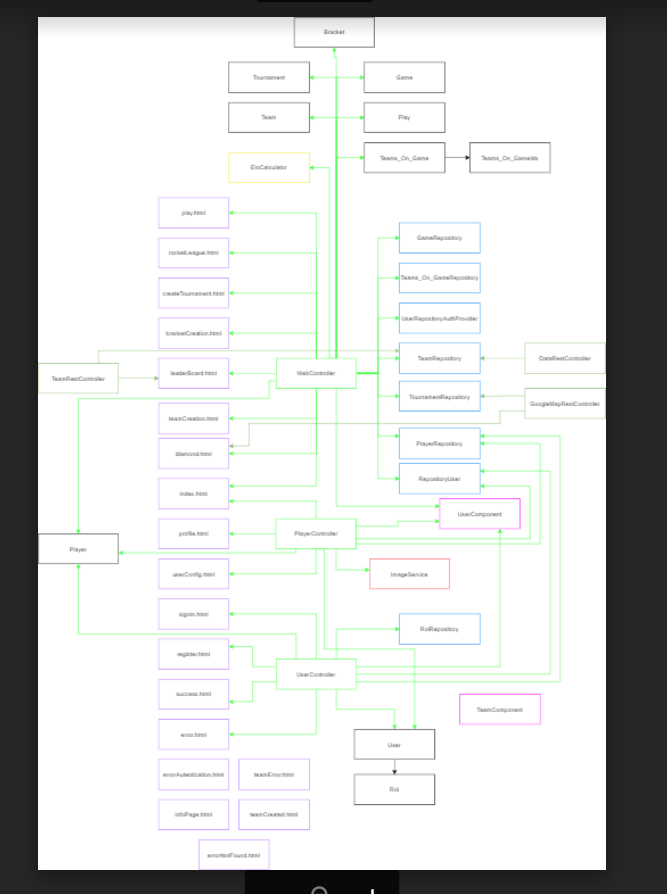 Bracket
Tournament
Game
Team
Play
Teams_On_Game
Teams_On_GameIds
EloCalculator
play.html
rocketLeague.html
GameRepository
createTournament.html
Teams_On_GameRepository
bracketCreation.html
UserRepositoryAuthProvider
TeamRestController
leaderBoard.html
WebController
TeamRepository
DataRestController
TournamentRepository
GoogleMapRestController
teamCreation.html
diamond.html
PlayerRepository
index.html
RepositoryUser
UserComponent
profile.html
PlayerController
Player
userConfig.html
ImageService
signin.html
RolRepository
register.html
UserController
success.html
TeamComponent
error.html
User
errorAutentication.html
teamError.html
Rol
infoPage.html
teamCreated.html
errorNotFound.html